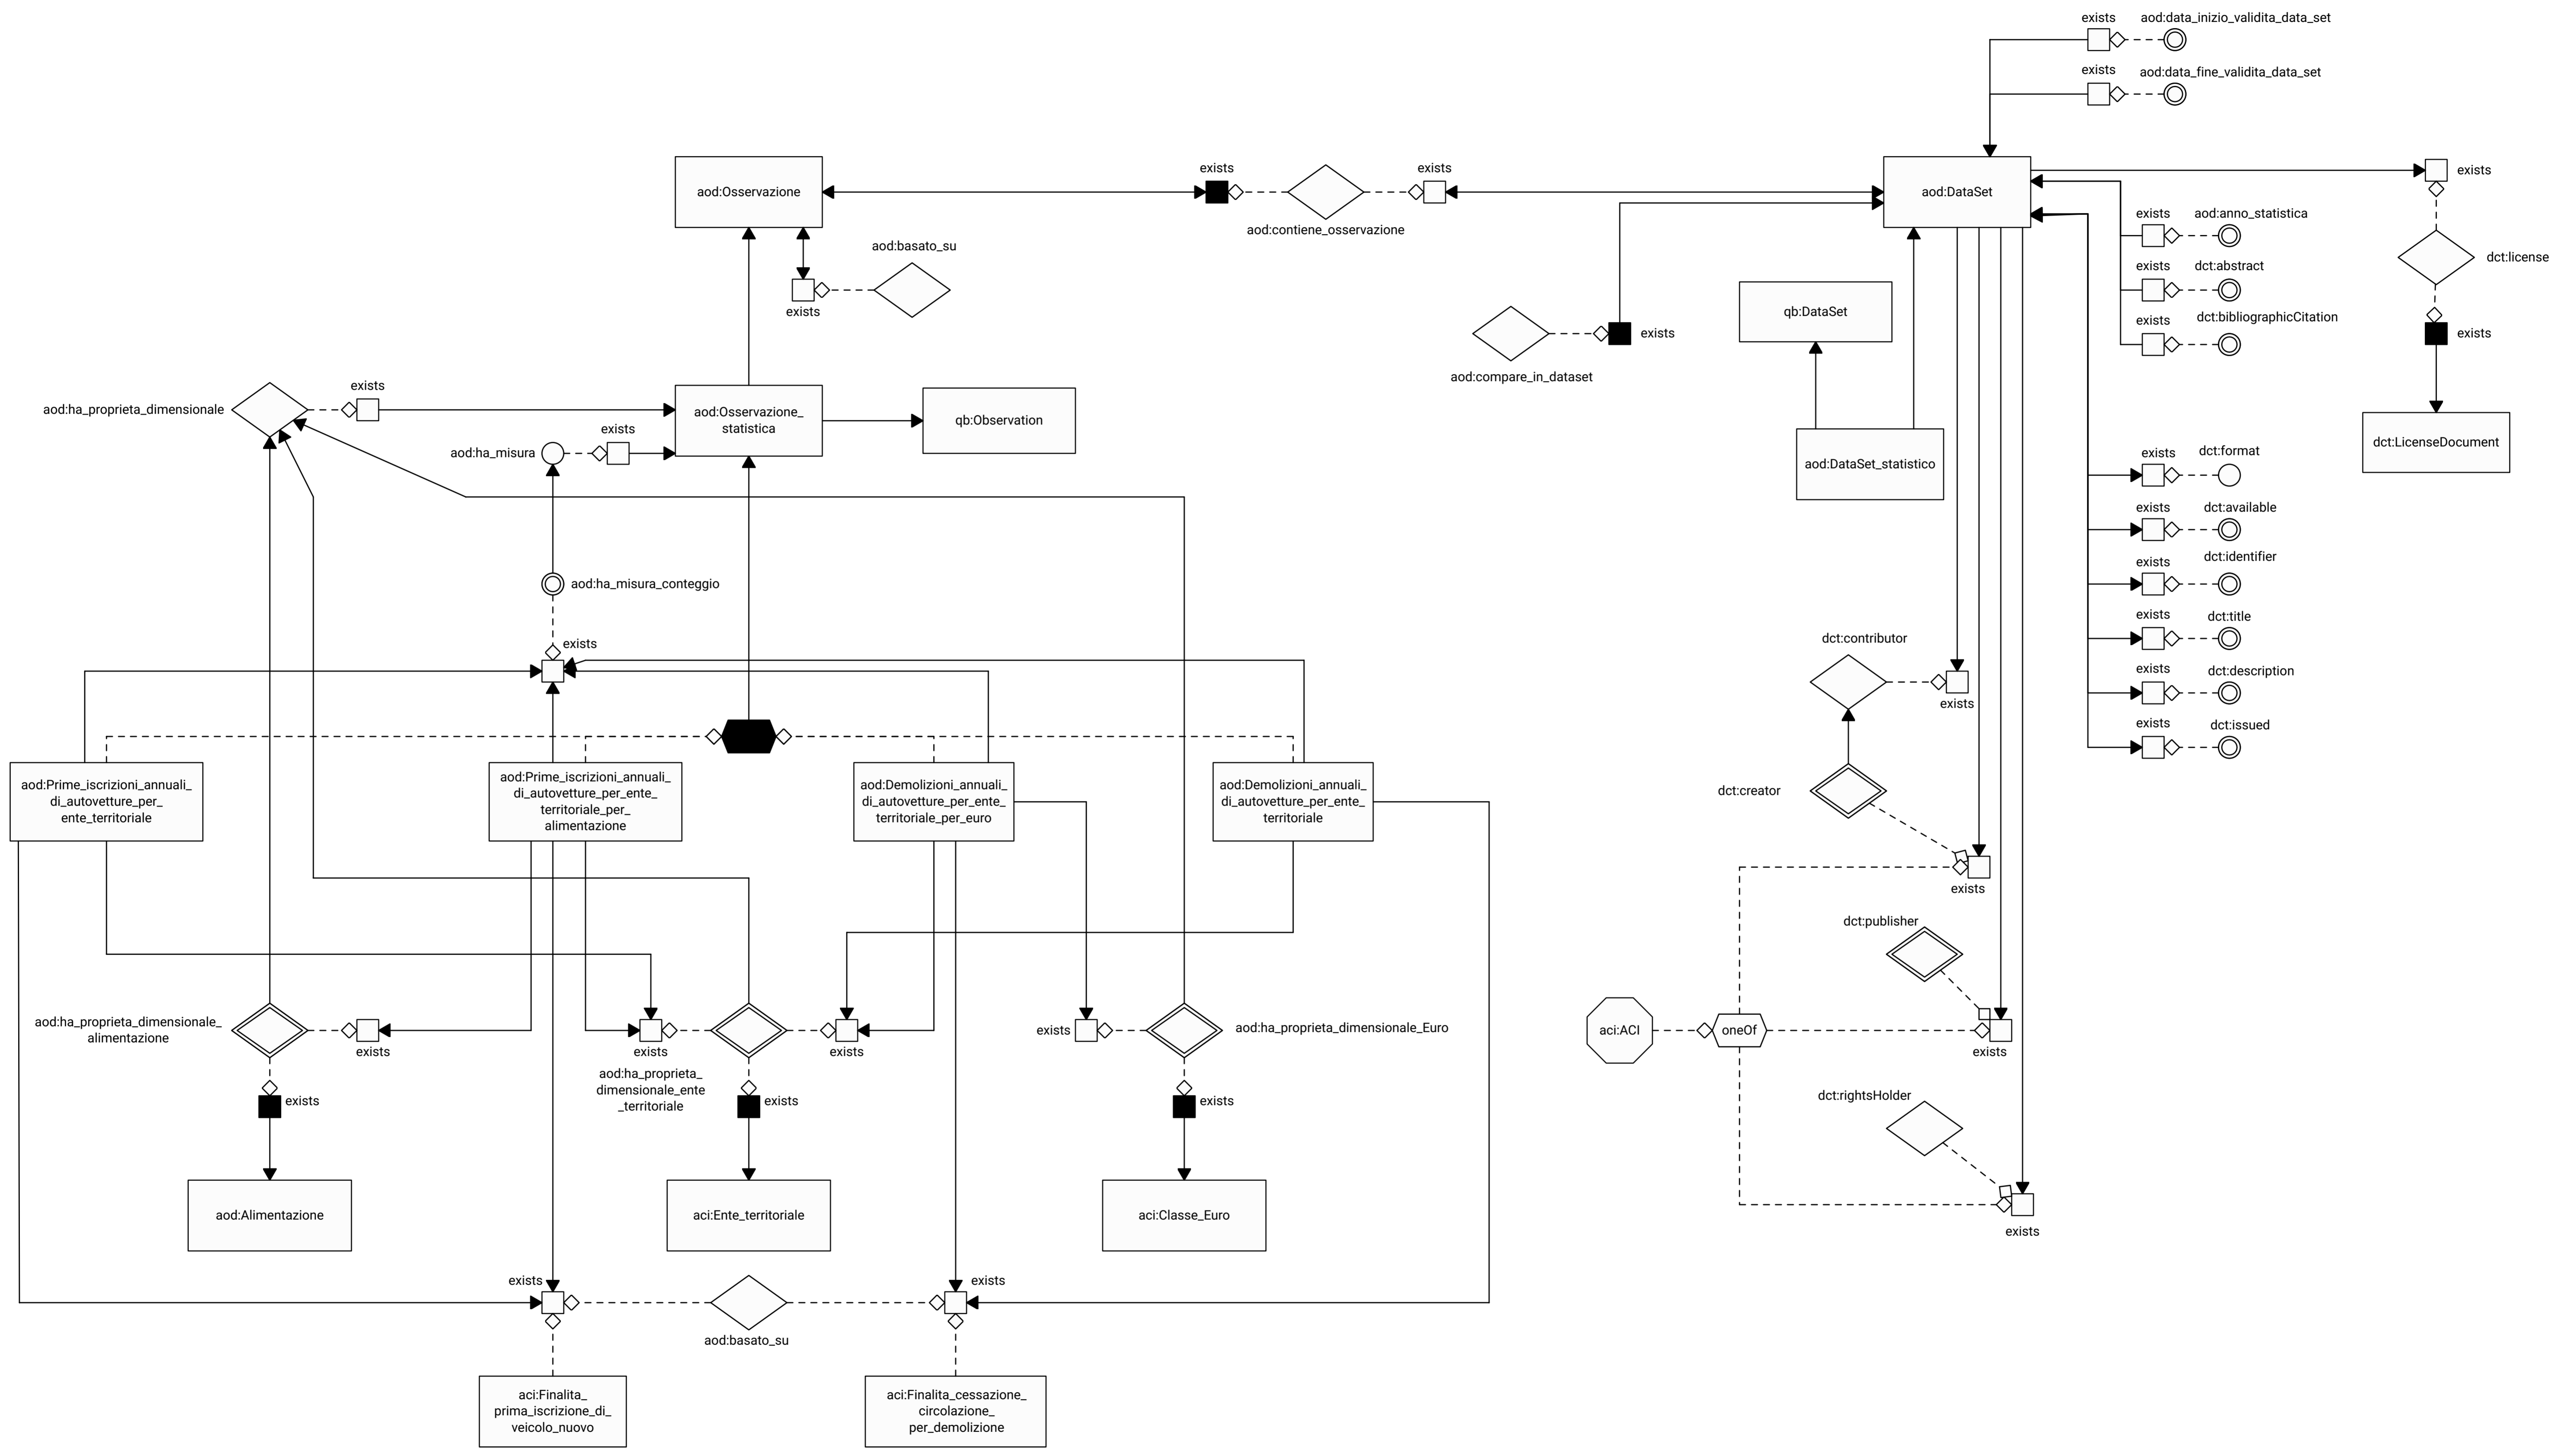 exists
aod:data_inizio_validita_data_set
exists
aod:data_fine_validita_data_set
aod:Osservazione
exists
exists
aod:contiene_osservazione
aod:DataSet
exists
exists
aod:anno_statistica
aod:basato_su
exists
exists
dct:abstract
dct:license
qb:DataSet
exists
dct:bibliographicCitation
exists
exists
aod:compare_in_dataset
exists
aod:ha_proprieta_dimensionale
aod:Osservazione_
statistica
qb:Observation
exists
aod:ha_misura
aod:DataSet_statistico
dct:LicenseDocument
exists
dct:format
exists
dct:available
exists
dct:identifier
aod:ha_misura_conteggio
exists
dct:title
exists
dct:contributor
exists
exists
dct:description
exists
dct:issued
aod:Prime_iscrizioni_annuali_
di_autovetture_per_
ente_territoriale
aod:Prime_iscrizioni_annuali_
di_autovetture_per_ente_
territoriale_per_
alimentazione
aod:Demolizioni_annuali_
di_autovetture_per_ente_
territoriale_per_euro
aod:Demolizioni_annuali_
di_autovetture_per_ente_
territoriale
dct:creator
exists
dct:publisher
aod:ha_proprieta_dimensionale_
alimentazione
exists
exists
aod:ha_proprieta_
dimensionale_ente
_territoriale
exists
exists
aod:ha_proprieta_dimensionale_Euro
aci:ACI
oneOf
exists
exists
exists
exists
dct:rightsHolder
aod:Alimentazione
aci:Ente_territoriale
aci:Classe_Euro
exists
exists
exists
aod:basato_su
aci:Finalita_
prima_iscrizione_di_
veicolo_nuovo
aci:Finalita_cessazione_
circolazione_
per_demolizione